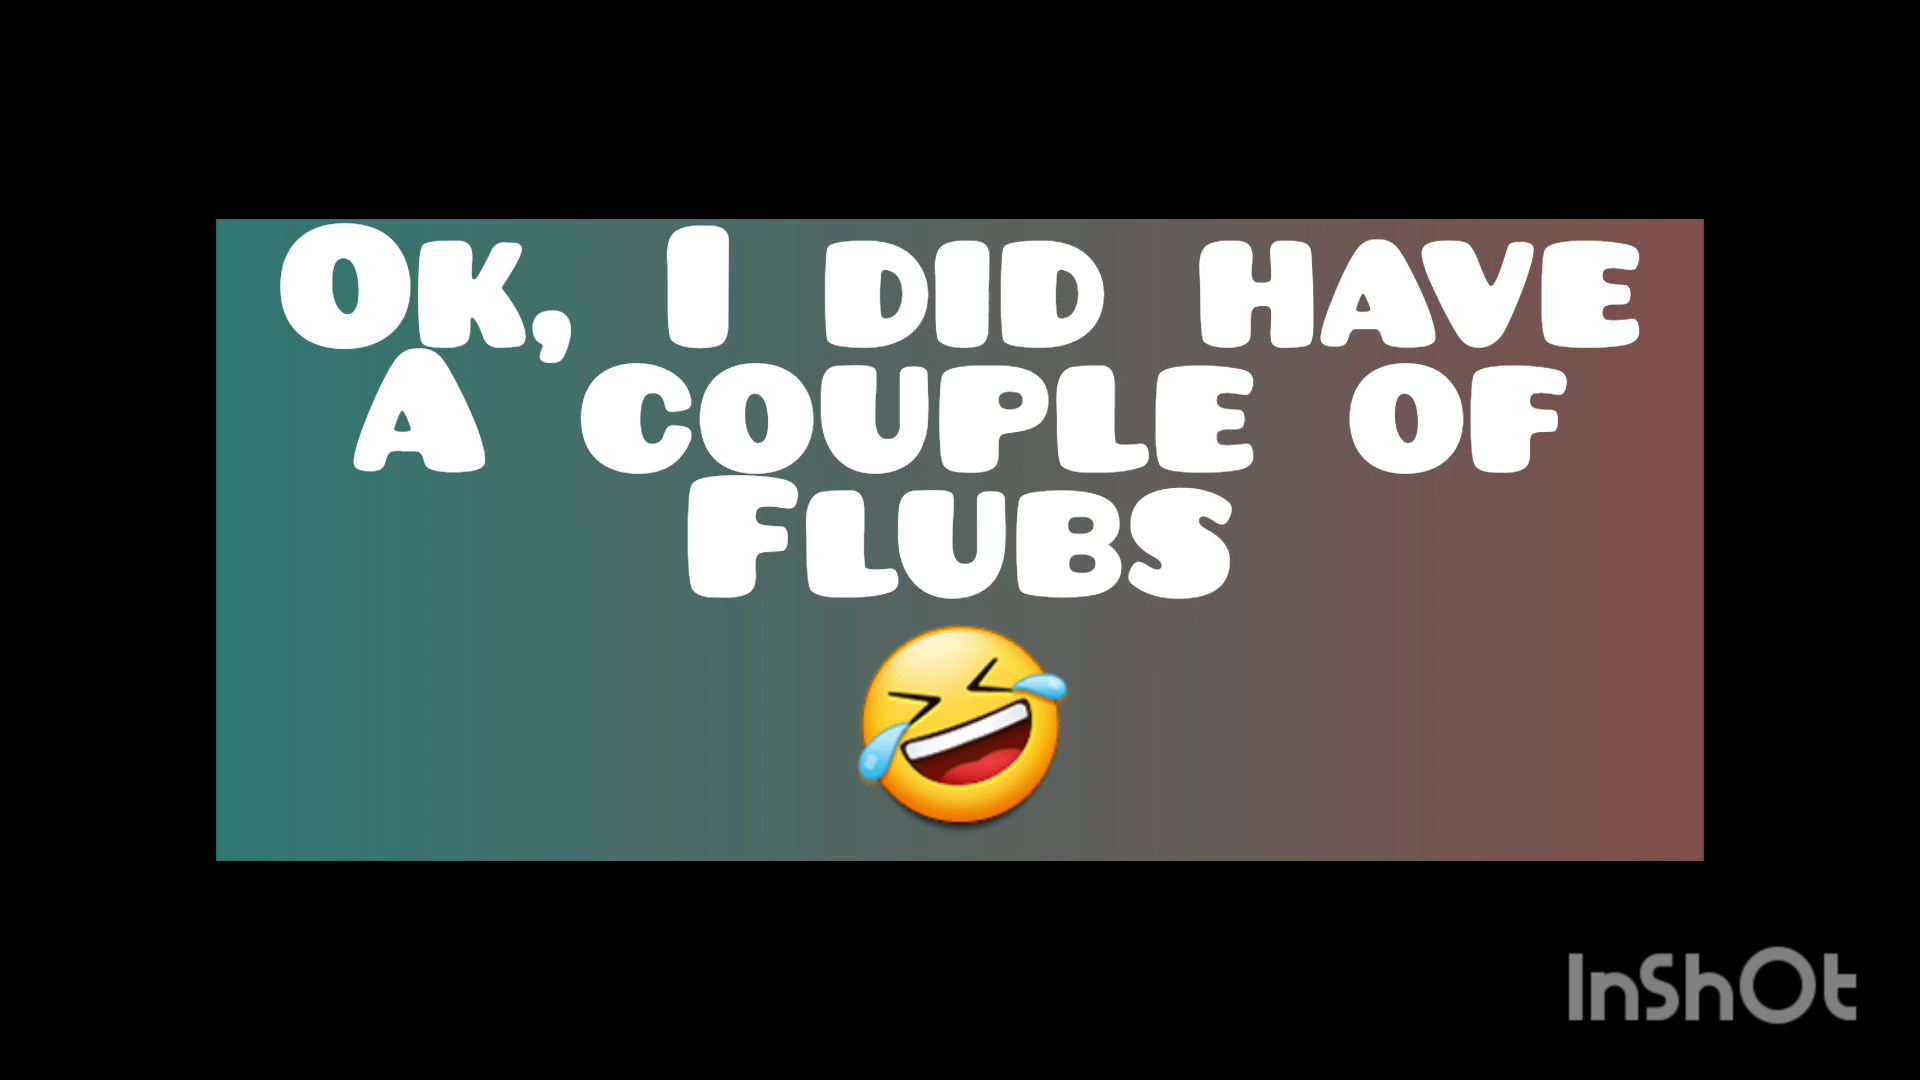 Ok, I did have
A couple of
Flubs
🤣
InShOt